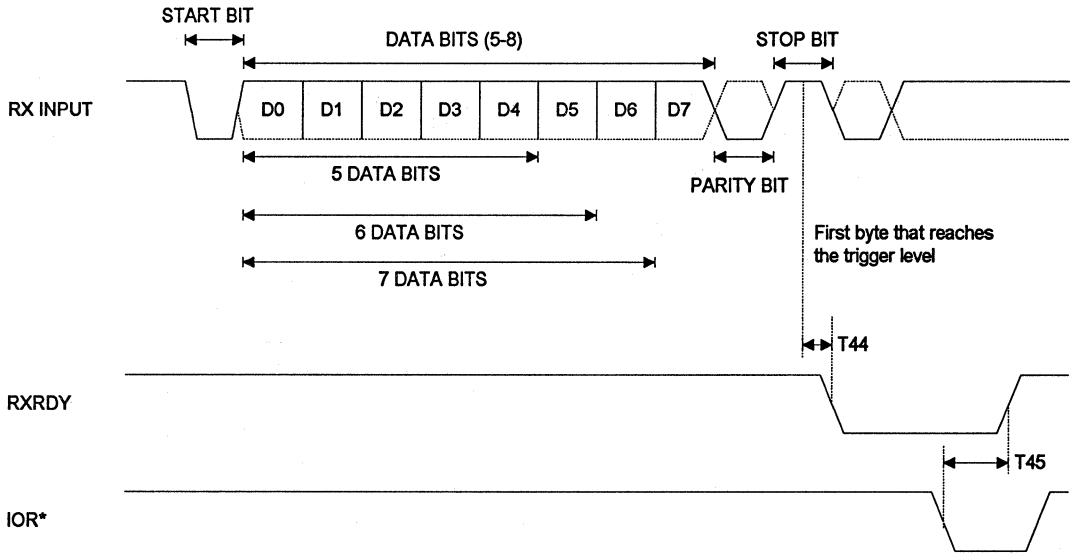 START BIT
DATA BITS (5-8)
STOP BIT
RX INPUT
D0 D1 D2 D3 D4 D5 D6 D7
5 DATA BITS
PARITY BIT
6 DATA BITS
First byte that reaches
the trigger level
7 DATA BITS
T44
RXRDY
T45
IOR*